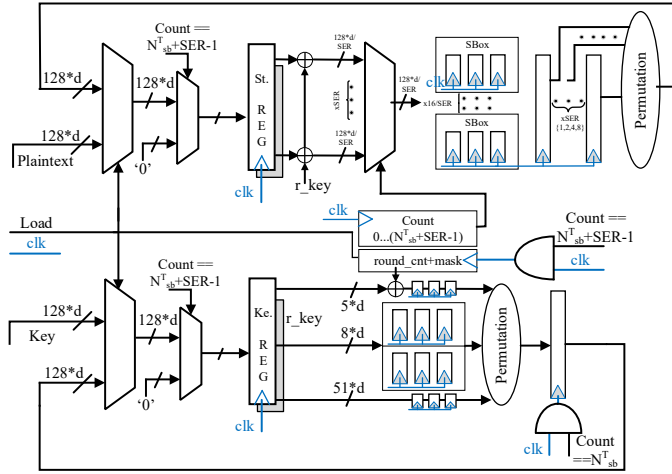 Count ==
N^T_sb+SER-1
128*d
128*d
128*d
128*d
Plaintext
'0'
St.
R
E
G
clk
128*d/
SER
xSER
128*d/
SER
r_key
128*d/
SER
x16/SER
SBox
clk
SBox
xSER
{1,2,4,8}
Permutation
Load
clk
clk
Count
0...(N^T_sb+SER-1)
round_cnt+mask
Count ==
N^T_sb+SER-1
clk
Count ==
N^T_sb+SER-1
128*d
128*d
128*d
Key
128*d
'0'
Ke.
R
E
G
r_key
clk
5*d
8*d
51*d
Permutation
clk
Count
==N^T_sb